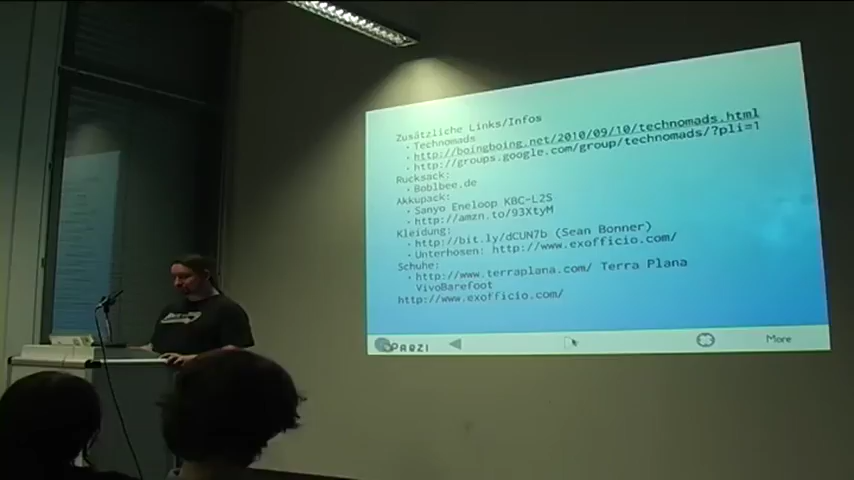 Zusätzliche Links/Infos
• Technomads
• http://boingboing.net/2010/09/10/technomads.html
• http://groups.google.com/group/technomads/?pli=1
Rucksack:
• Boblbee.de
Akkupack:
• Sanyo Eneloop KBC-L2S
• http://amzn.to/93XtyM
Kleidung:
• http://bit.ly/dCUN7b (Sean Bonner)
• Unterhosen: http://www.exofficio.com/
Schuhe:
• http://www.terraplana.com/ Terra Plana
VivoBarefoot
http://www.exofficio.com/
PREZI
More